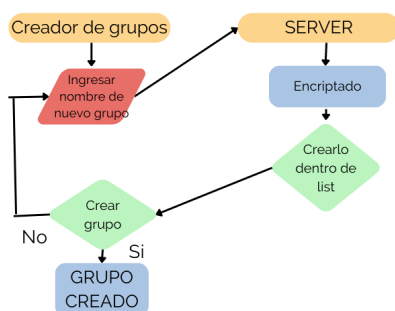 Creador de grupos
SERVER
Ingresar
nombre de
nuevo grupo
Encriptado
Crearlo
dentro de
list
Crear
grupo
No
Si
GRUPO
CREADO